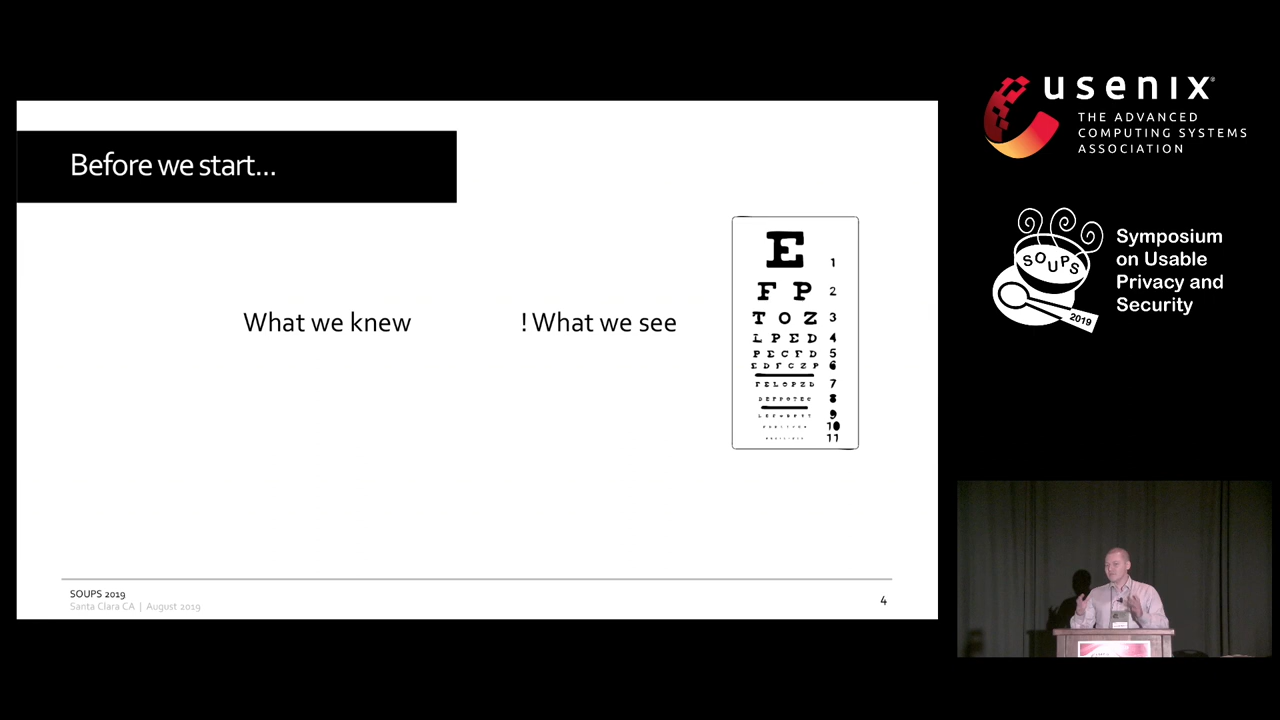 Before we start...
What we knew
! What we see
E 1
F P 2
T O Z 3
L P E D 4
P E C F D 5
E D F C Z P 6
F E L O P Z D 7
D E F P O T E C 8
9
10
11
SOUPS 2019
Santa Clara CA | August 2019
4
usenix
THE ADVANCED
COMPUTING SYSTEMS
ASSOCIATION
SOUPS
2019
Symposium
on Usable
Privacy and
Security